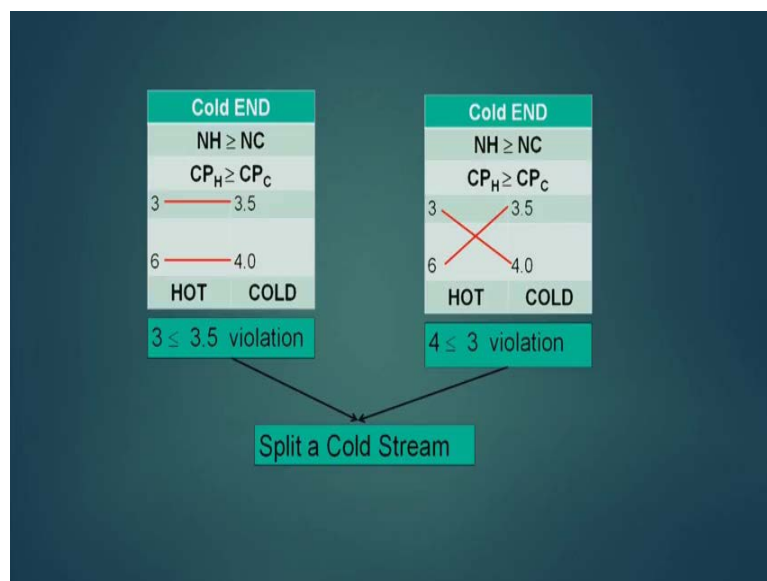 Cold END
NH ≥ NC
CP_H ≥ CP_C
3 3.5
6 4.0
HOT COLD
3 ≤ 3.5 violation
Cold END
NH ≥ NC
CP_H ≥ CP_C
3 3.5
6 4.0
HOT COLD
4 ≤ 3 violation
Split a Cold Stream